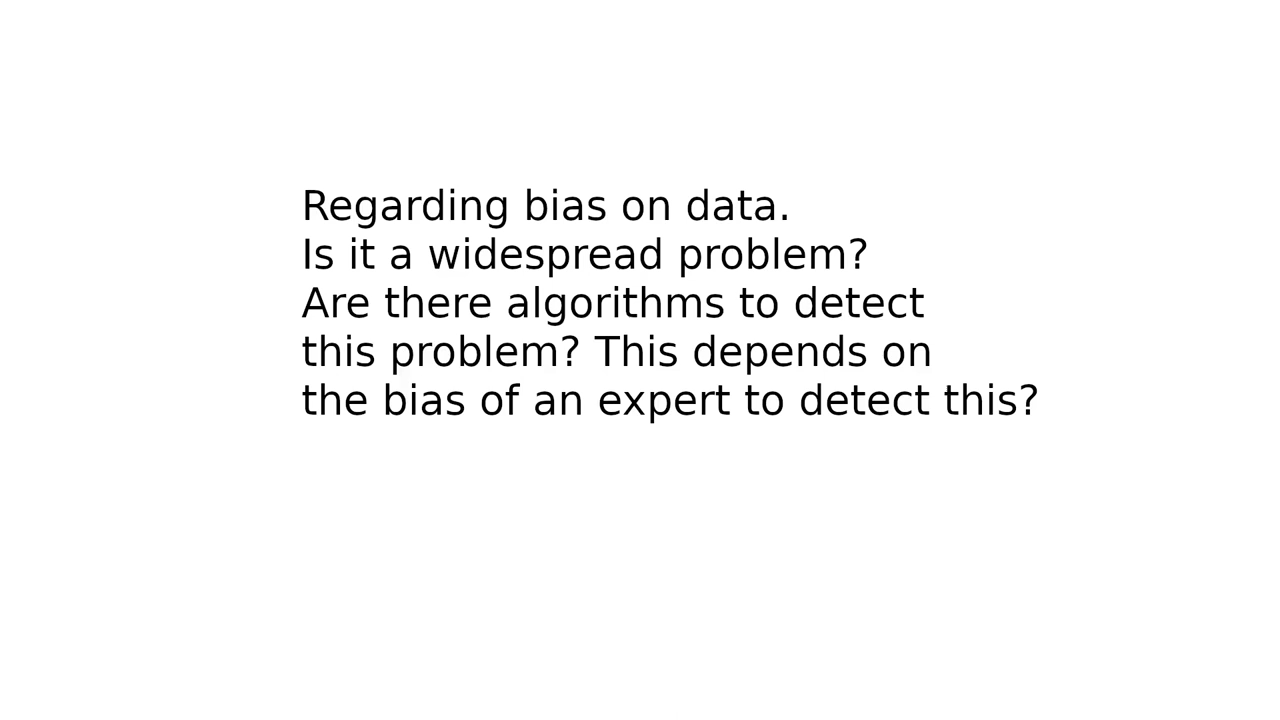 Regarding bias on data.
Is it a widespread problem?
Are there algorithms to detect
this problem? This depends on
the bias of an expert to detect this?